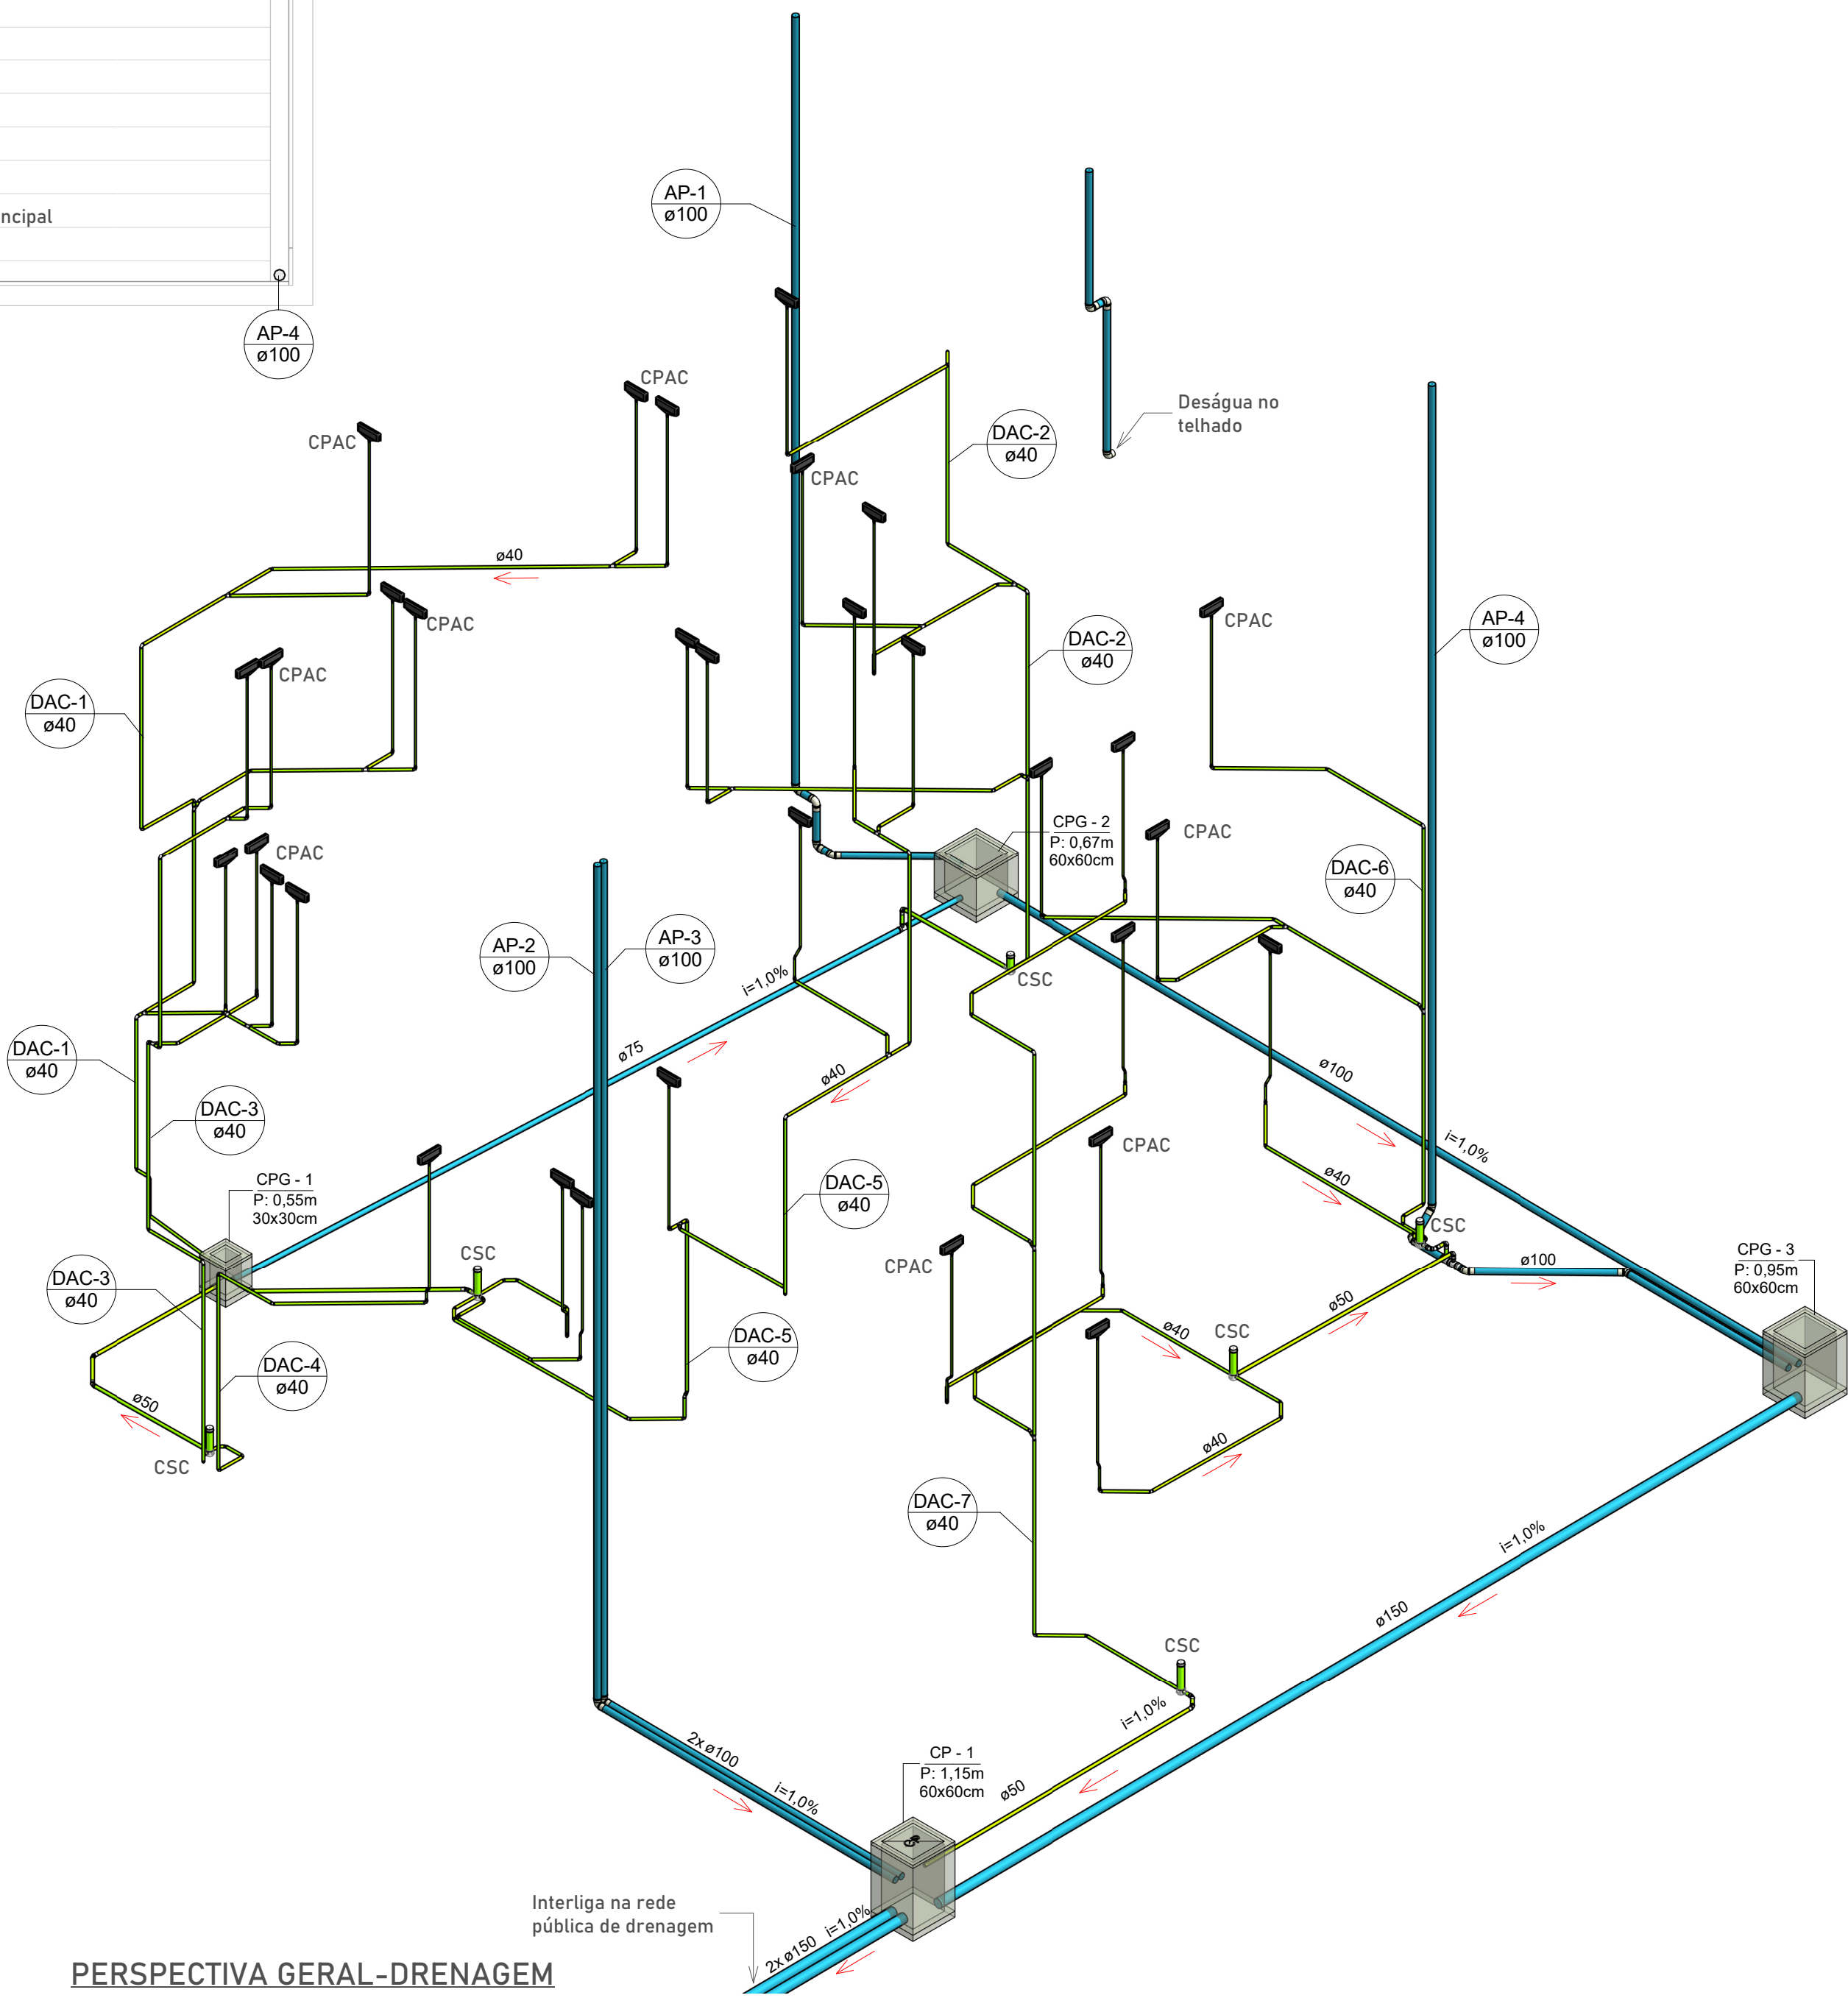 AP-1
ø100
ncipal
AP-4
ø100
CPAC
Deságua no
telhado
CPAC
DAC-2
ø40
CPAC
ø40
AP-4
ø100
CPAC
CPAC
DAC-2
ø40
CPAC
DAC-1
ø40
CPG - 2
P: 0,67m
60x60cm
CPAC
CPAC
DAC-6
ø40
AP-2
ø100
AP-3
ø100
CSC
i=1,0%
DAC-1
ø40
ø75
ø40
ø100
DAC-3
ø40
CPAC
i=1,0%
CPG - 1
P: 0,55m
30x30cm
DAC-5
ø40
ø40
CSC
CSC
CPAC
CPG - 3
P: 0,95m
60x60cm
ø100
DAC-3
ø40
ø50
DAC-5
ø40
ø40
CSC
DAC-4
ø40
ø50
CSC
ø40
DAC-7
ø40
i=1,0%
ø150
CSC
i=1,0%
2x ø100
CP - 1
P: 1,15m
60x60cm
i=1,0%
ø50
Interliga na rede
pública de drenagem
i=1,0%
2x ø150
PERSPECTIVA GERAL-DRENAGEM